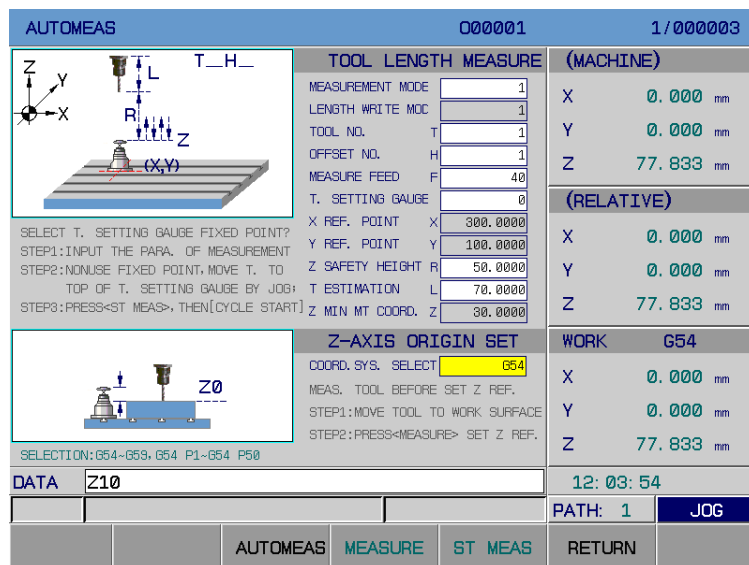 AUTOMEAS O00001 1/000003
Z
Y
X
L
T__H__
R
Z
(X,Y)
SELECT T. SETTING GAUGE FIXED POINT?
STEP1:INPUT THE PARA. OF MEASUREMENT
STEP2:NONUSE FIXED POINT,MOVE T. TO
TOP OF T. SETTING GAUGE BY JOG;
STEP3:PRESS<ST MEAS>,THEN[CYCLE START]
TOOL LENGTH MEASURE
MEASUREMENT MODE 1
LENGTH WRITE MOD 1
TOOL NO. T 1
OFFSET NO. H 1
MEASURE FEED F 40
T. SETTING GAUGE 0
X REF. POINT X 300.0000
Y REF. POINT Y 100.0000
Z SAFETY HEIGHT R 50.0000
T ESTIMATION L 70.0000
Z MIN MT COORD. Z 30.0000
Z0
SELECTION:G54~G59,G54 P1~G54 P50
Z-AXIS ORIGIN SET
COORD.SYS. SELECT G54
MEAS. TOOL BEFORE SET Z REF.
STEP1:MOVE TOOL TO WORK SURFACE
STEP2:PRESS<MEASURE> SET Z REF.
(MACHINE)
X 0.000 mm
Y 0.000 mm
Z 77.833 mm
(RELATIVE)
X 0.000 mm
Y 0.000 mm
Z 77.833 mm
WORK G54
X 0.000 mm
Y 0.000 mm
Z 77.833 mm
DATA Z10
12:03:54
PATH: 1 JOG
AUTOMEAS MEASURE ST MEAS RETURN